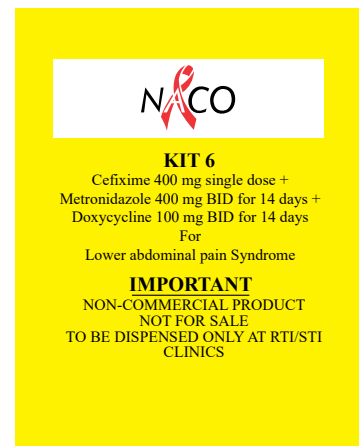 NACO
KIT 6
Cefixime 400 mg single dose +
Metronidazole 400 mg BID for 14 days +
Doxycycline 100 mg BID for 14 days
For
Lower abdominal pain Syndrome
IMPORTANT
NON-COMMERCIAL PRODUCT
NOT FOR SALE
TO BE DISPENSED ONLY AT RTI/STI
CLINICS